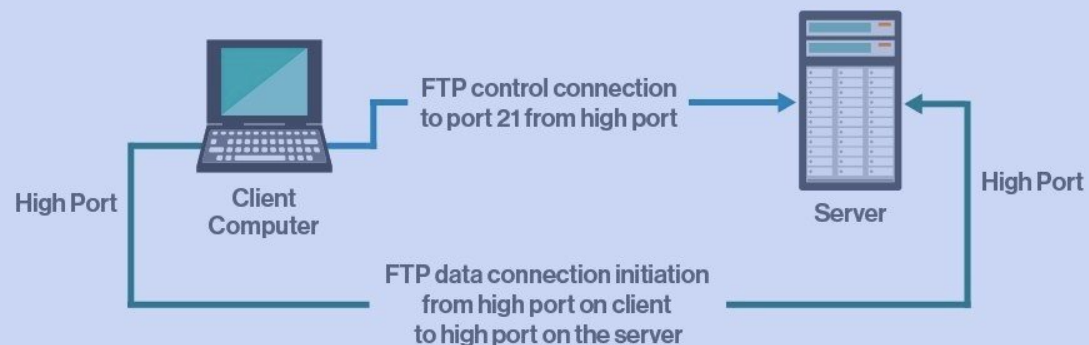 FTP control connection
to port 21 from high port
High Port
Client
Computer
Server
High Port
FTP data connection initiation
from high port on client
to high port on the server